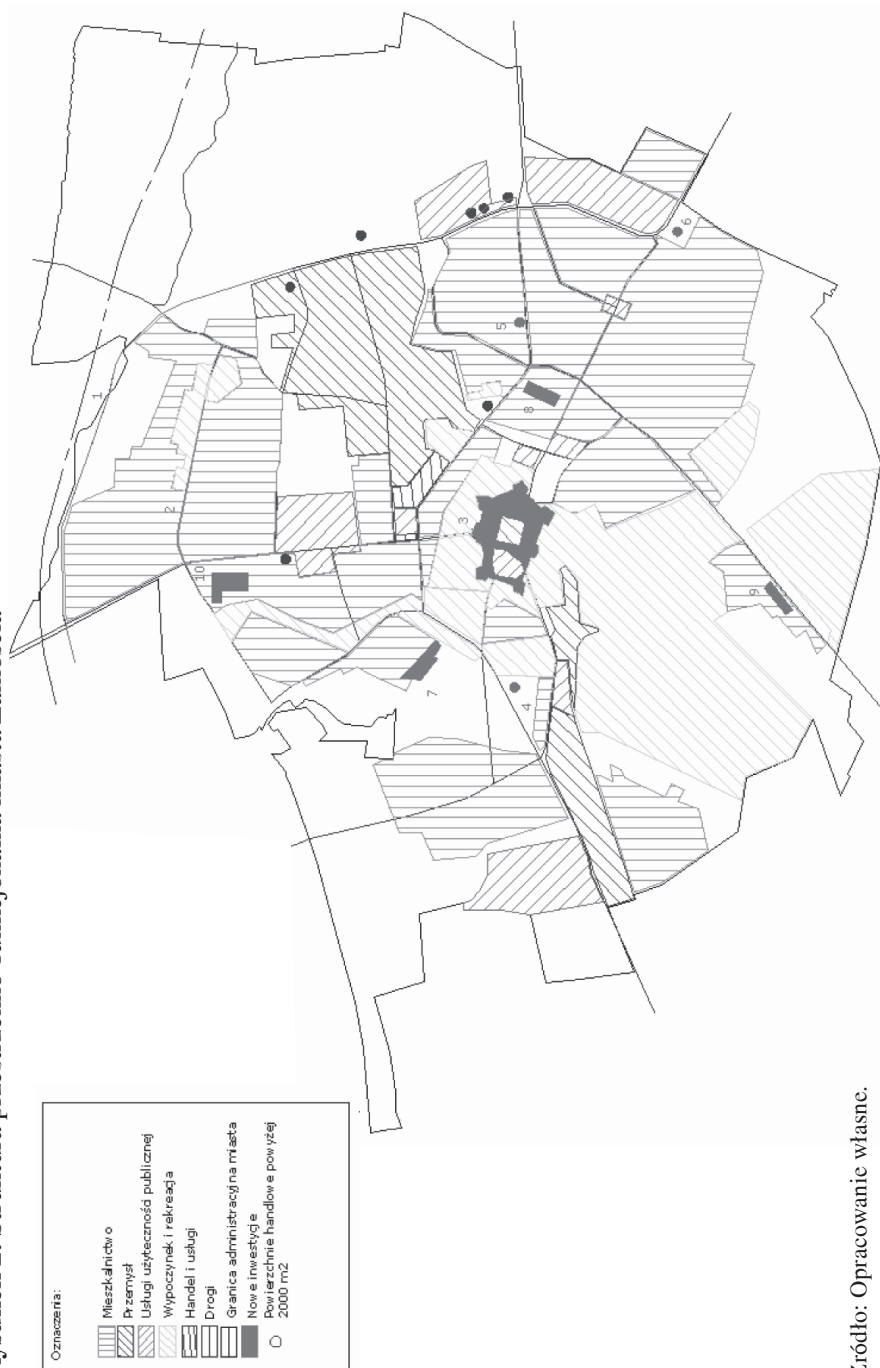 Oznaczenia:
Mieszkalnictwo
Przemysł
Usługi użyteczności publicznej
Wypoczynek i rekreacja
Handel i usługi
Drogi
Granica administracyjna miasta
Nowe inwestycje
Powierzchnie handlowe powyżej
2000 m2
1
2
10
3
7
4
5
8
6
9
Źródło: Opracowanie własne.